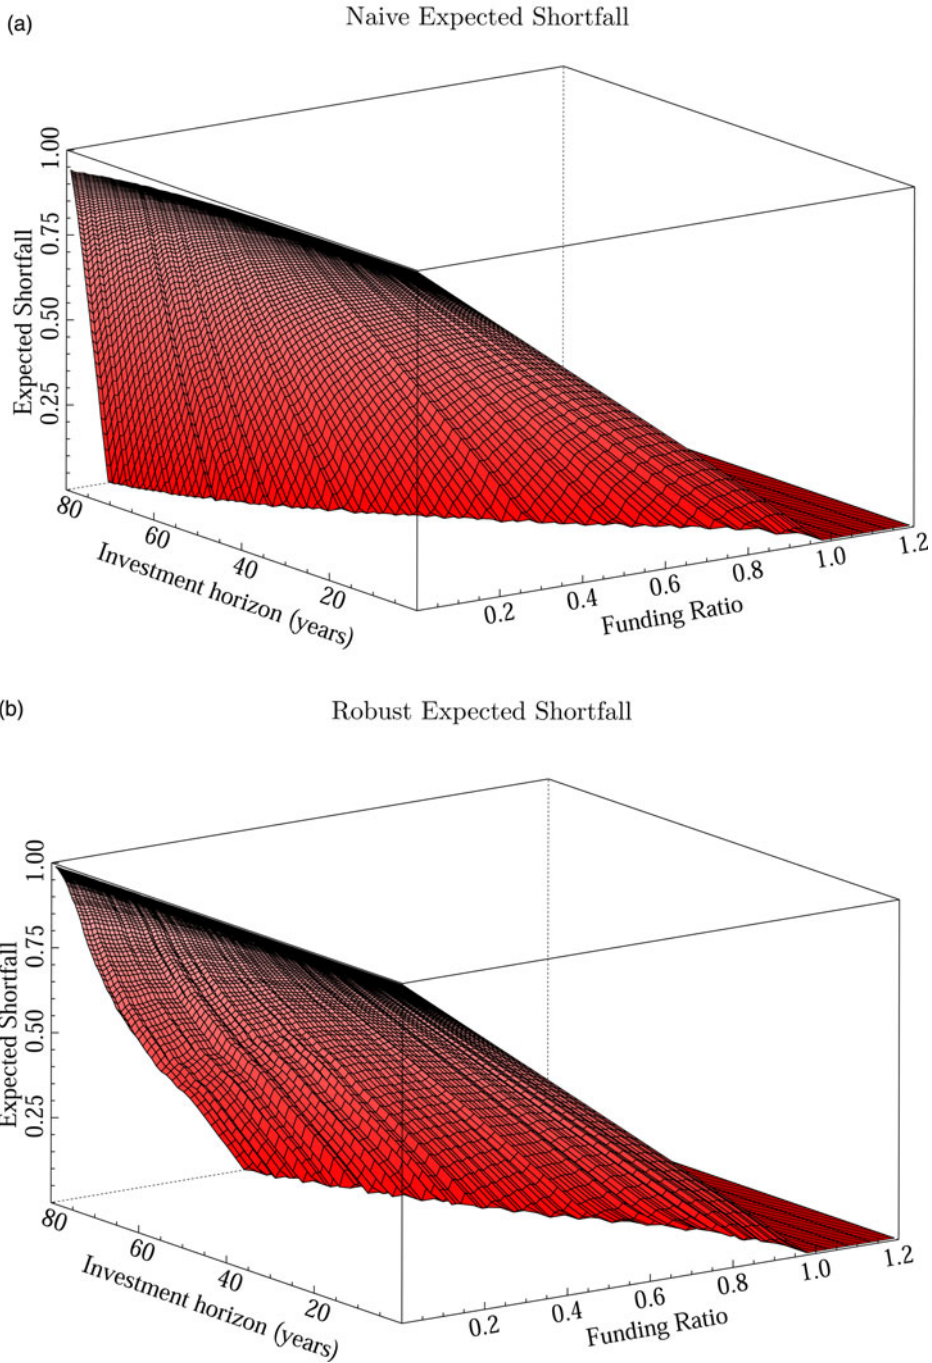 (a)
Naive Expected Shortfall
1.00
0.75
0.50
0.25
Expected Shortfall
80
60
40
20
Investment horizon (years)
0.2
0.4
0.6
0.8
1.0
1.2
Funding Ratio
(b)
Robust Expected Shortfall
1.00
0.75
0.50
0.25
Expected Shortfall
80
60
40
20
Investment horizon (years)
0.2
0.4
0.6
0.8
1.0
1.2
Funding Ratio